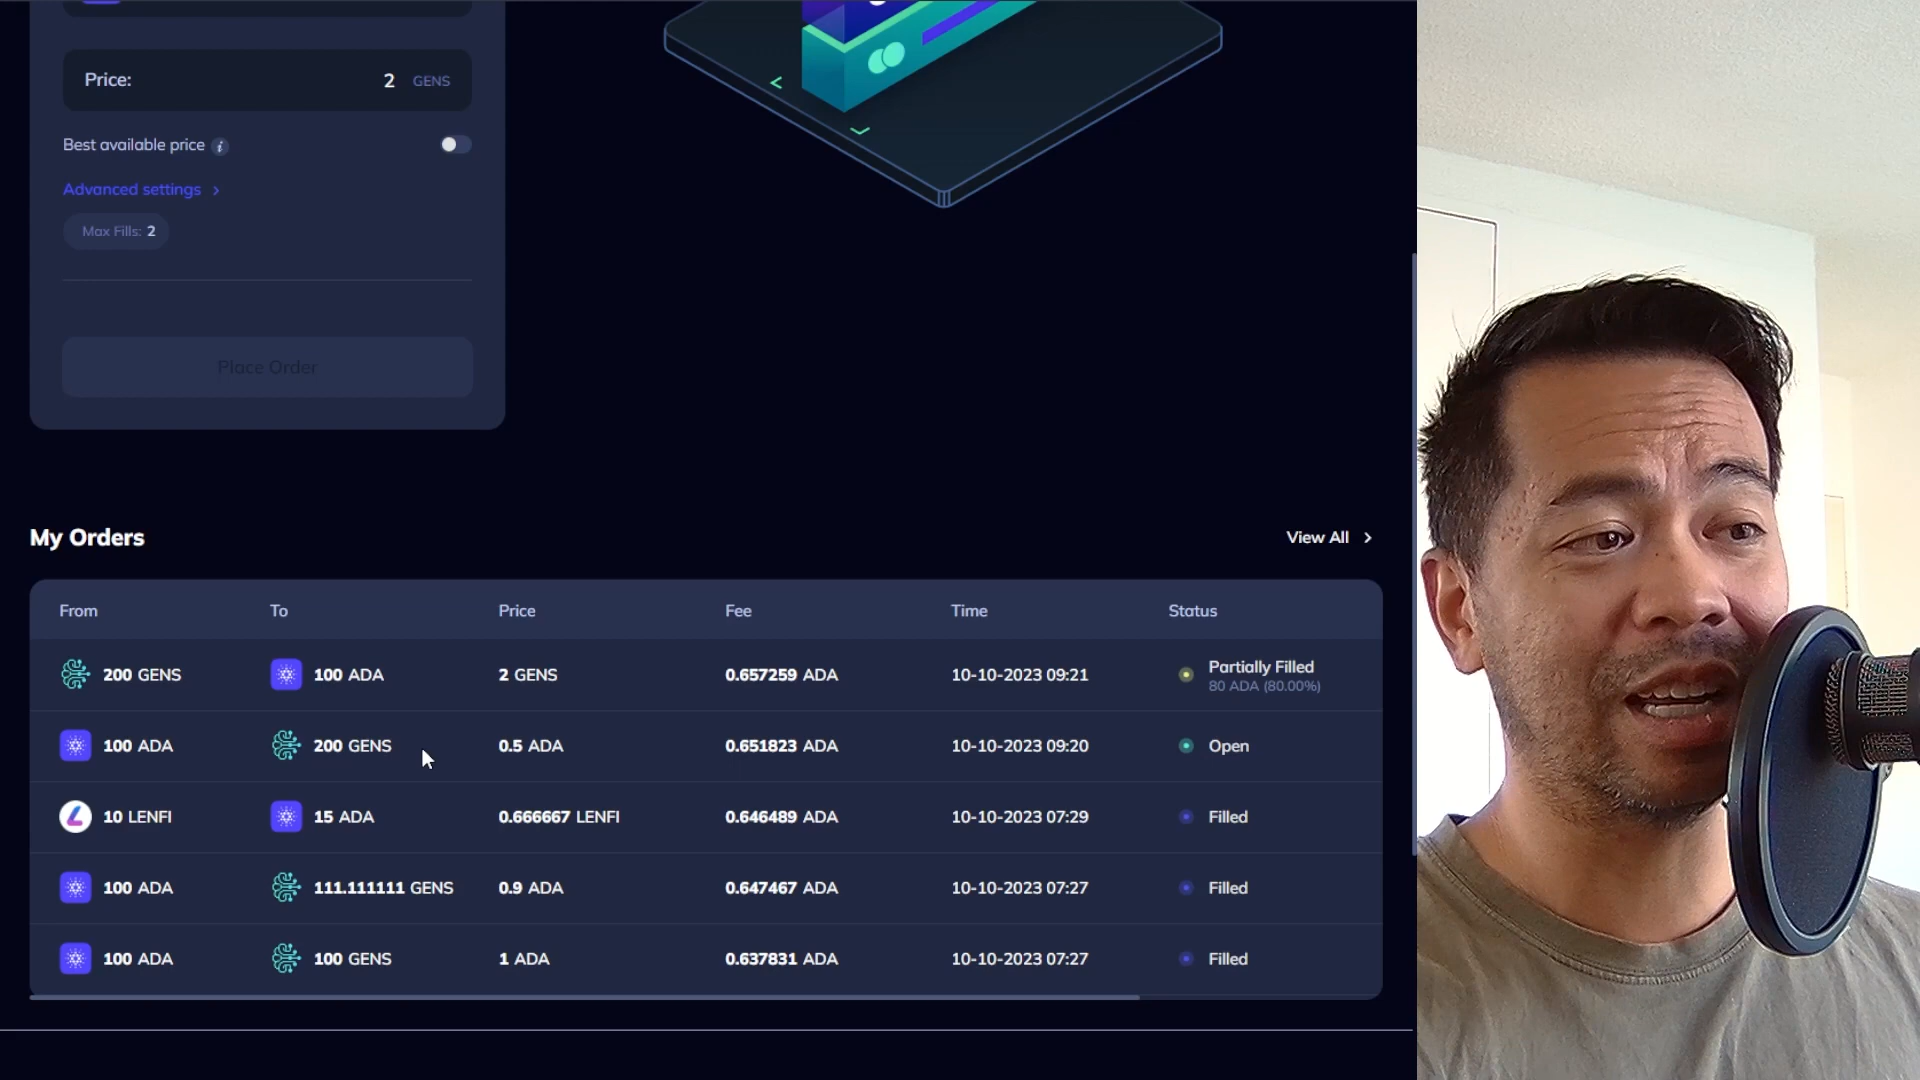 Price: 2 GENS
Best available price i
Advanced settings >
Max Fills: 2
Place Order
My Orders View All >
From To Price Fee Time Status
200 GENS 100 ADA 2 GENS 0.657259 ADA 10-10-2023 09:21 Partially Filled
80 ADA (80.00%)
100 ADA 200 GENS 0.5 ADA 0.651823 ADA 10-10-2023 09:20 Open
10 LENFI 15 ADA 0.666667 LENFI 0.646489 ADA 10-10-2023 07:29 Filled
100 ADA 111.111111 GENS 0.9 ADA 0.647467 ADA 10-10-2023 07:27 Filled
100 ADA 100 GENS 1 ADA 0.637831 ADA 10-10-2023 07:27 Filled